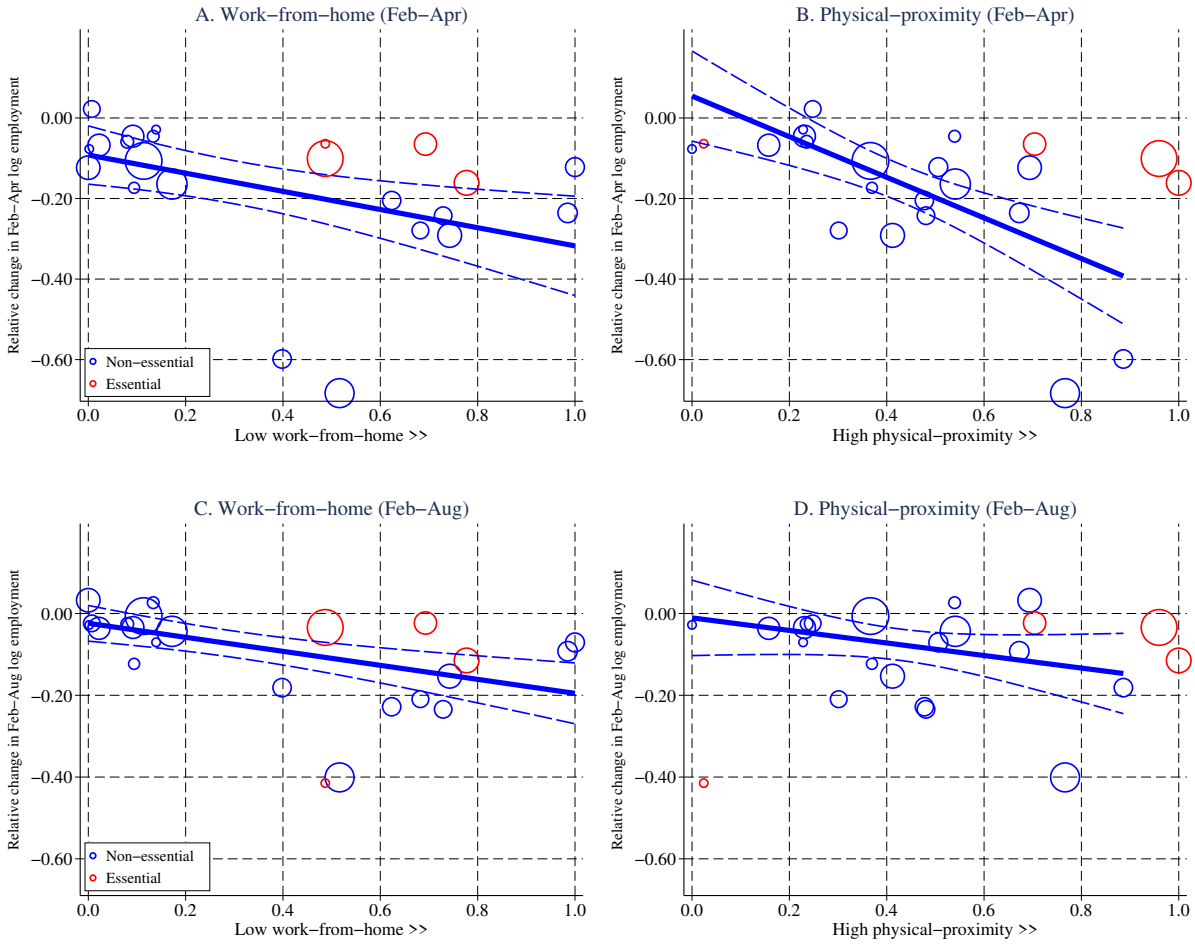 A. Work−from−home (Feb−Apr)
Relative change in Feb−Apr log employment
0.00
−0.20
−0.40
−0.60
Non−essential
Essential
0.0 0.2 0.4 0.6 0.8 1.0
Low work−from−home >>
B. Physical−proximity (Feb−Apr)
Relative change in Feb−Apr log employment
0.00
−0.20
−0.40
−0.60
0.0 0.2 0.4 0.6 0.8 1.0
High physical−proximity >>
C. Work−from−home (Feb−Aug)
Relative change in Feb−Aug log employment
0.00
−0.20
−0.40
−0.60
Non−essential
Essential
0.0 0.2 0.4 0.6 0.8 1.0
Low work−from−home >>
D. Physical−proximity (Feb−Aug)
Relative change in Feb−Aug log employment
0.00
−0.20
−0.40
−0.60
0.0 0.2 0.4 0.6 0.8 1.0
High physical−proximity >>